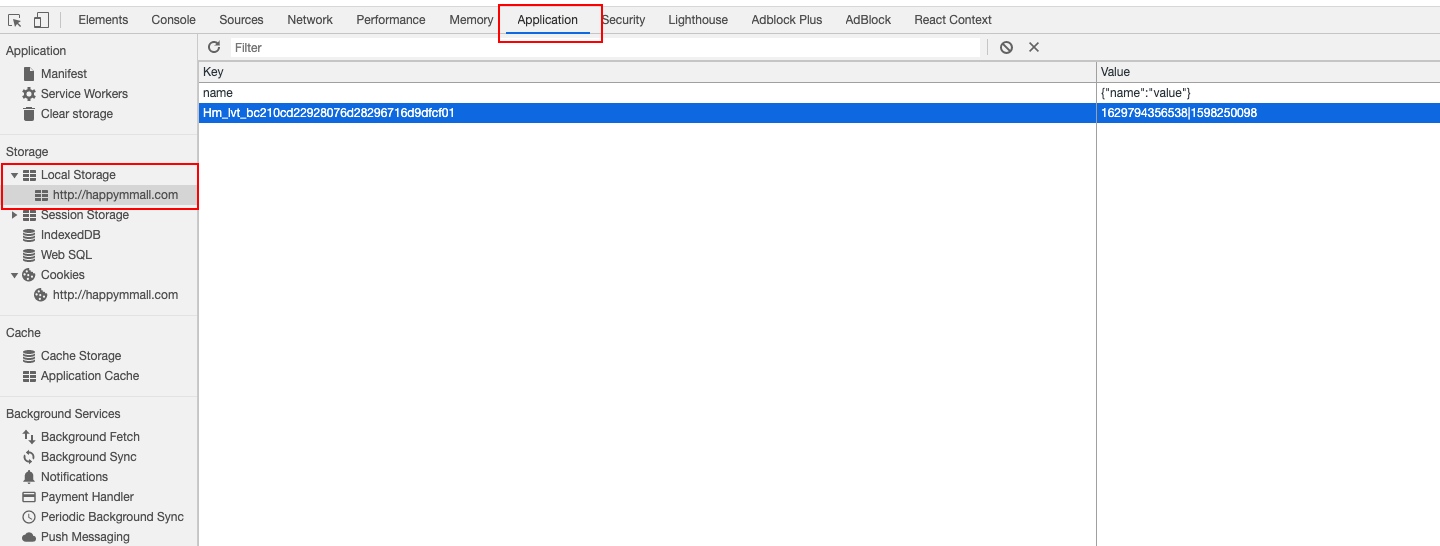 Elements Console Sources Network Performance Memory Application Security Lighthouse Adblock Plus AdBlock React Context
Application
Manifest
Service Workers
Clear storage
Storage
Local Storage
http://happymmall.com
Session Storage
IndexedDB
Web SQL
Cookies
http://happymmall.com
Cache
Cache Storage
Application Cache
Background Services
Background Fetch
Background Sync
Notifications
Payment Handler
Periodic Background Sync
Push Messaging
Filter
Key Value
name {"name":"value"}
Hm_lvt_bc210cd22928076d28296716d9dfcf01 1629794356538|1598250098